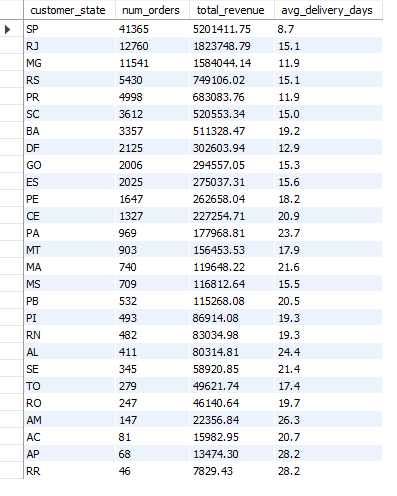 customer_state num_orders total_revenue avg_delivery_days
SP 41365 5201411.75 8.7
RJ 12760 1823748.79 15.1
MG 11541 1584044.14 11.9
RS 5430 749106.02 15.1
PR 4998 683083.76 11.9
SC 3612 520553.34 15.0
BA 3357 511328.47 19.2
DF 2125 302603.94 12.9
GO 2006 294557.05 15.3
ES 2025 275037.31 15.6
PE 1647 262658.04 18.2
CE 1327 227254.71 20.9
PA 969 177968.81 23.7
MT 903 156453.53 17.9
MA 740 119648.22 21.6
MS 709 116812.64 15.5
PB 532 115268.08 20.5
PI 493 86914.08 19.3
RN 482 83034.98 19.3
AL 411 80314.81 24.4
SE 345 58920.85 21.4
TO 279 49621.74 17.4
RO 247 46140.64 19.7
AM 147 22356.84 26.3
AC 81 15982.95 20.7
AP 68 13474.30 28.2
RR 46 7829.43 28.2